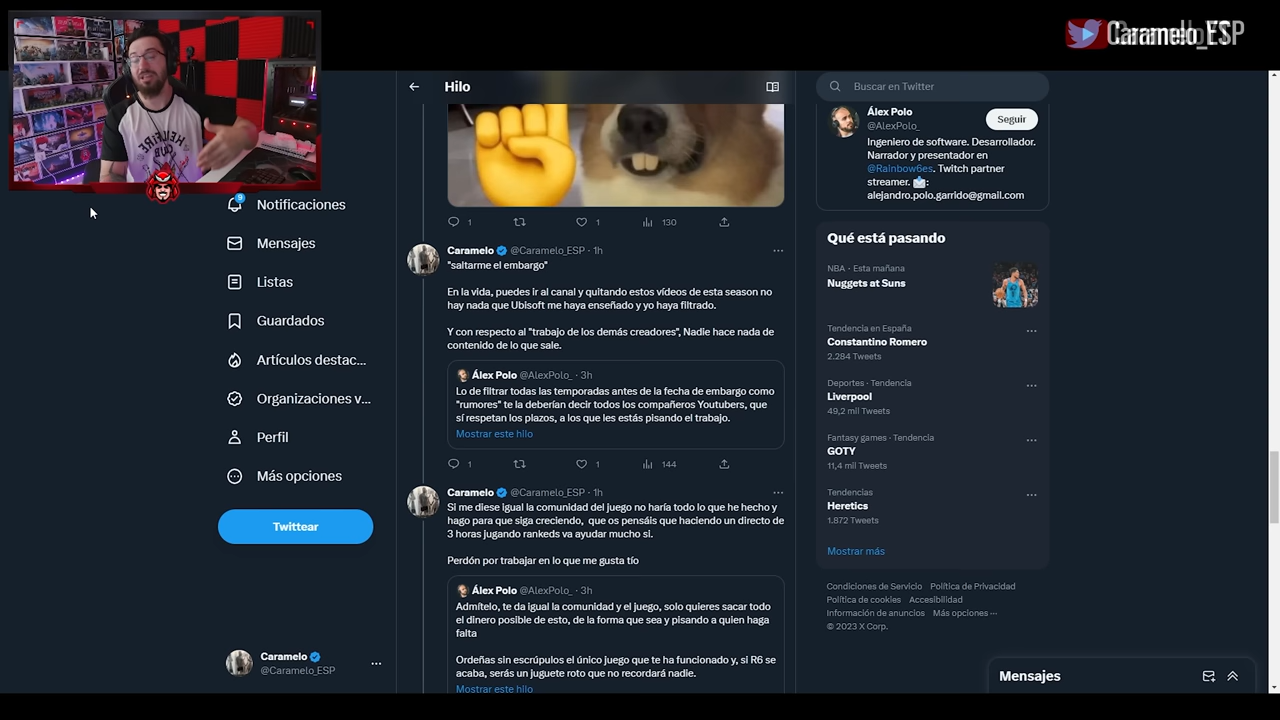 Caramelo_ESP
Hilo
Buscar en Twitter
Notificaciones
Mensajes
Listas
Guardados
Artículos destac...
Organizaciones v...
Perfil
Más opciones
Twittear
Caramelo
@Caramelo_ESP
1
1
130
Caramelo @Caramelo_ESP · 1h
"saltarme el embargo"
En la vida, puedes ir al canal y quitando estos vídeos de esta season no
hay nada que Ubisoft me haya enseñado y yo haya filtrado.
Y con respecto al "trabajo de los demás creadores", Nadie hace nada de
contenido de lo que sale.
Álex Polo @AlexPolo_ · 3h
Lo de filtrar todas las temporadas antes de la fecha de embargo como
"rumores" te la deberían decir todos los compañeros Youtubers, que
sí respetan los plazos, a los que les estás pisando el trabajo.
Mostrar este hilo
1
1
144
Caramelo @Caramelo_ESP · 1h
Si me diese igual la comunidad del juego no haría todo lo que he hecho y
hago para que siga creciendo, que os pensáis que haciendo un directo de
3 horas jugando rankeds va ayudar mucho si.
Perdón por trabajar en lo que me gusta tío
Álex Polo @AlexPolo_ · 3h
Admítelo, te da igual la comunidad y el juego, solo quieres sacar todo
el dinero posible de esto, de la forma que sea y pisando a quien haga
falta
Ordeñas sin escrúpulos el único juego que te ha funcionado y, si R6 se
acaba, serás un juguete roto que no recordará nadie.
Mostrar este hilo
Álex Polo
@AlexPolo_
Seguir
Ingeniero de software. Desarrollador.
Narrador y presentador en
@Rainbow6es. Twitch partner
streamer. 📩:
alejandro.polo.garrido@gmail.com
Qué está pasando
NBA · Esta mañana
Nuggets at Suns
Tendencia en España
Constantino Romero
2.284 Tweets
Deportes · Tendencia
Liverpool
49,2 mil Tweets
Fantasy games · Tendencia
GOTY
11,4 mil Tweets
Tendencias
Heretics
1.872 Tweets
Mostrar más
Condiciones de Servicio Política de Privacidad
Política de cookies Accesibilidad
Información de anuncios Más opciones ···
© 2023 X Corp.
Mensajes